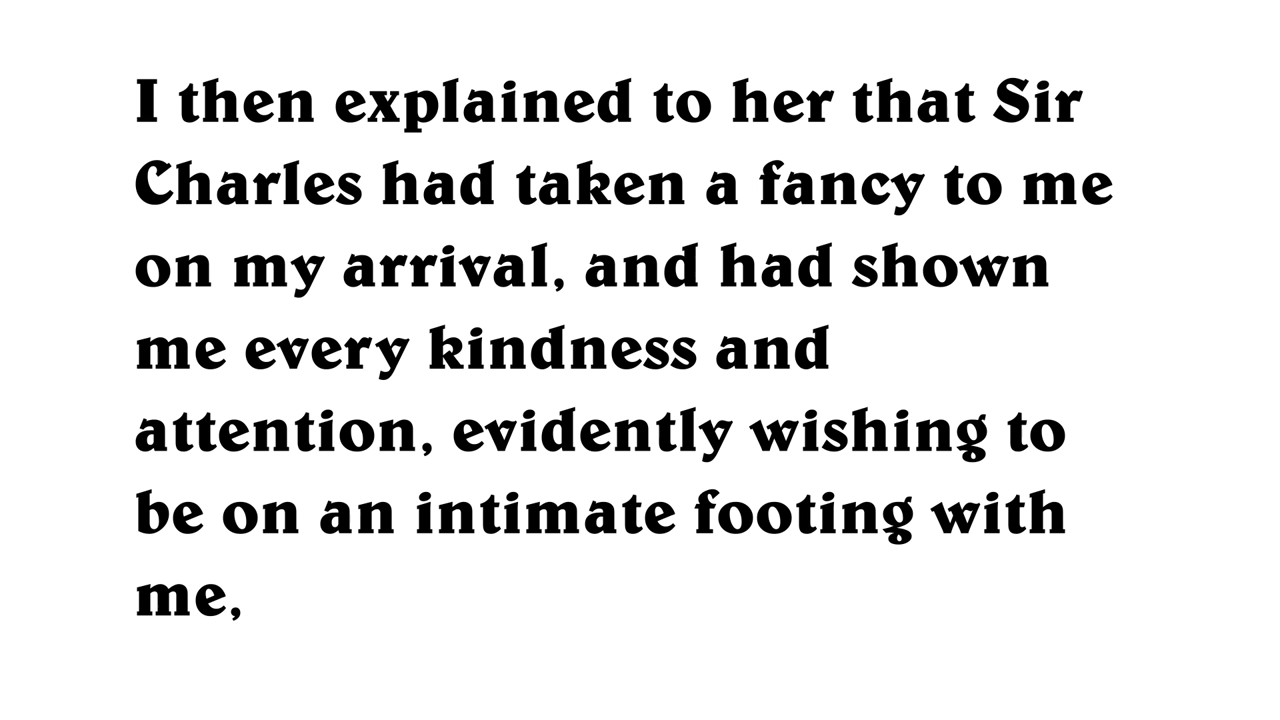 I then explained to her that Sir
Charles had taken a fancy to me
on my arrival, and had shown
me every kindness and
attention, evidently wishing to
be on an intimate footing with
me,